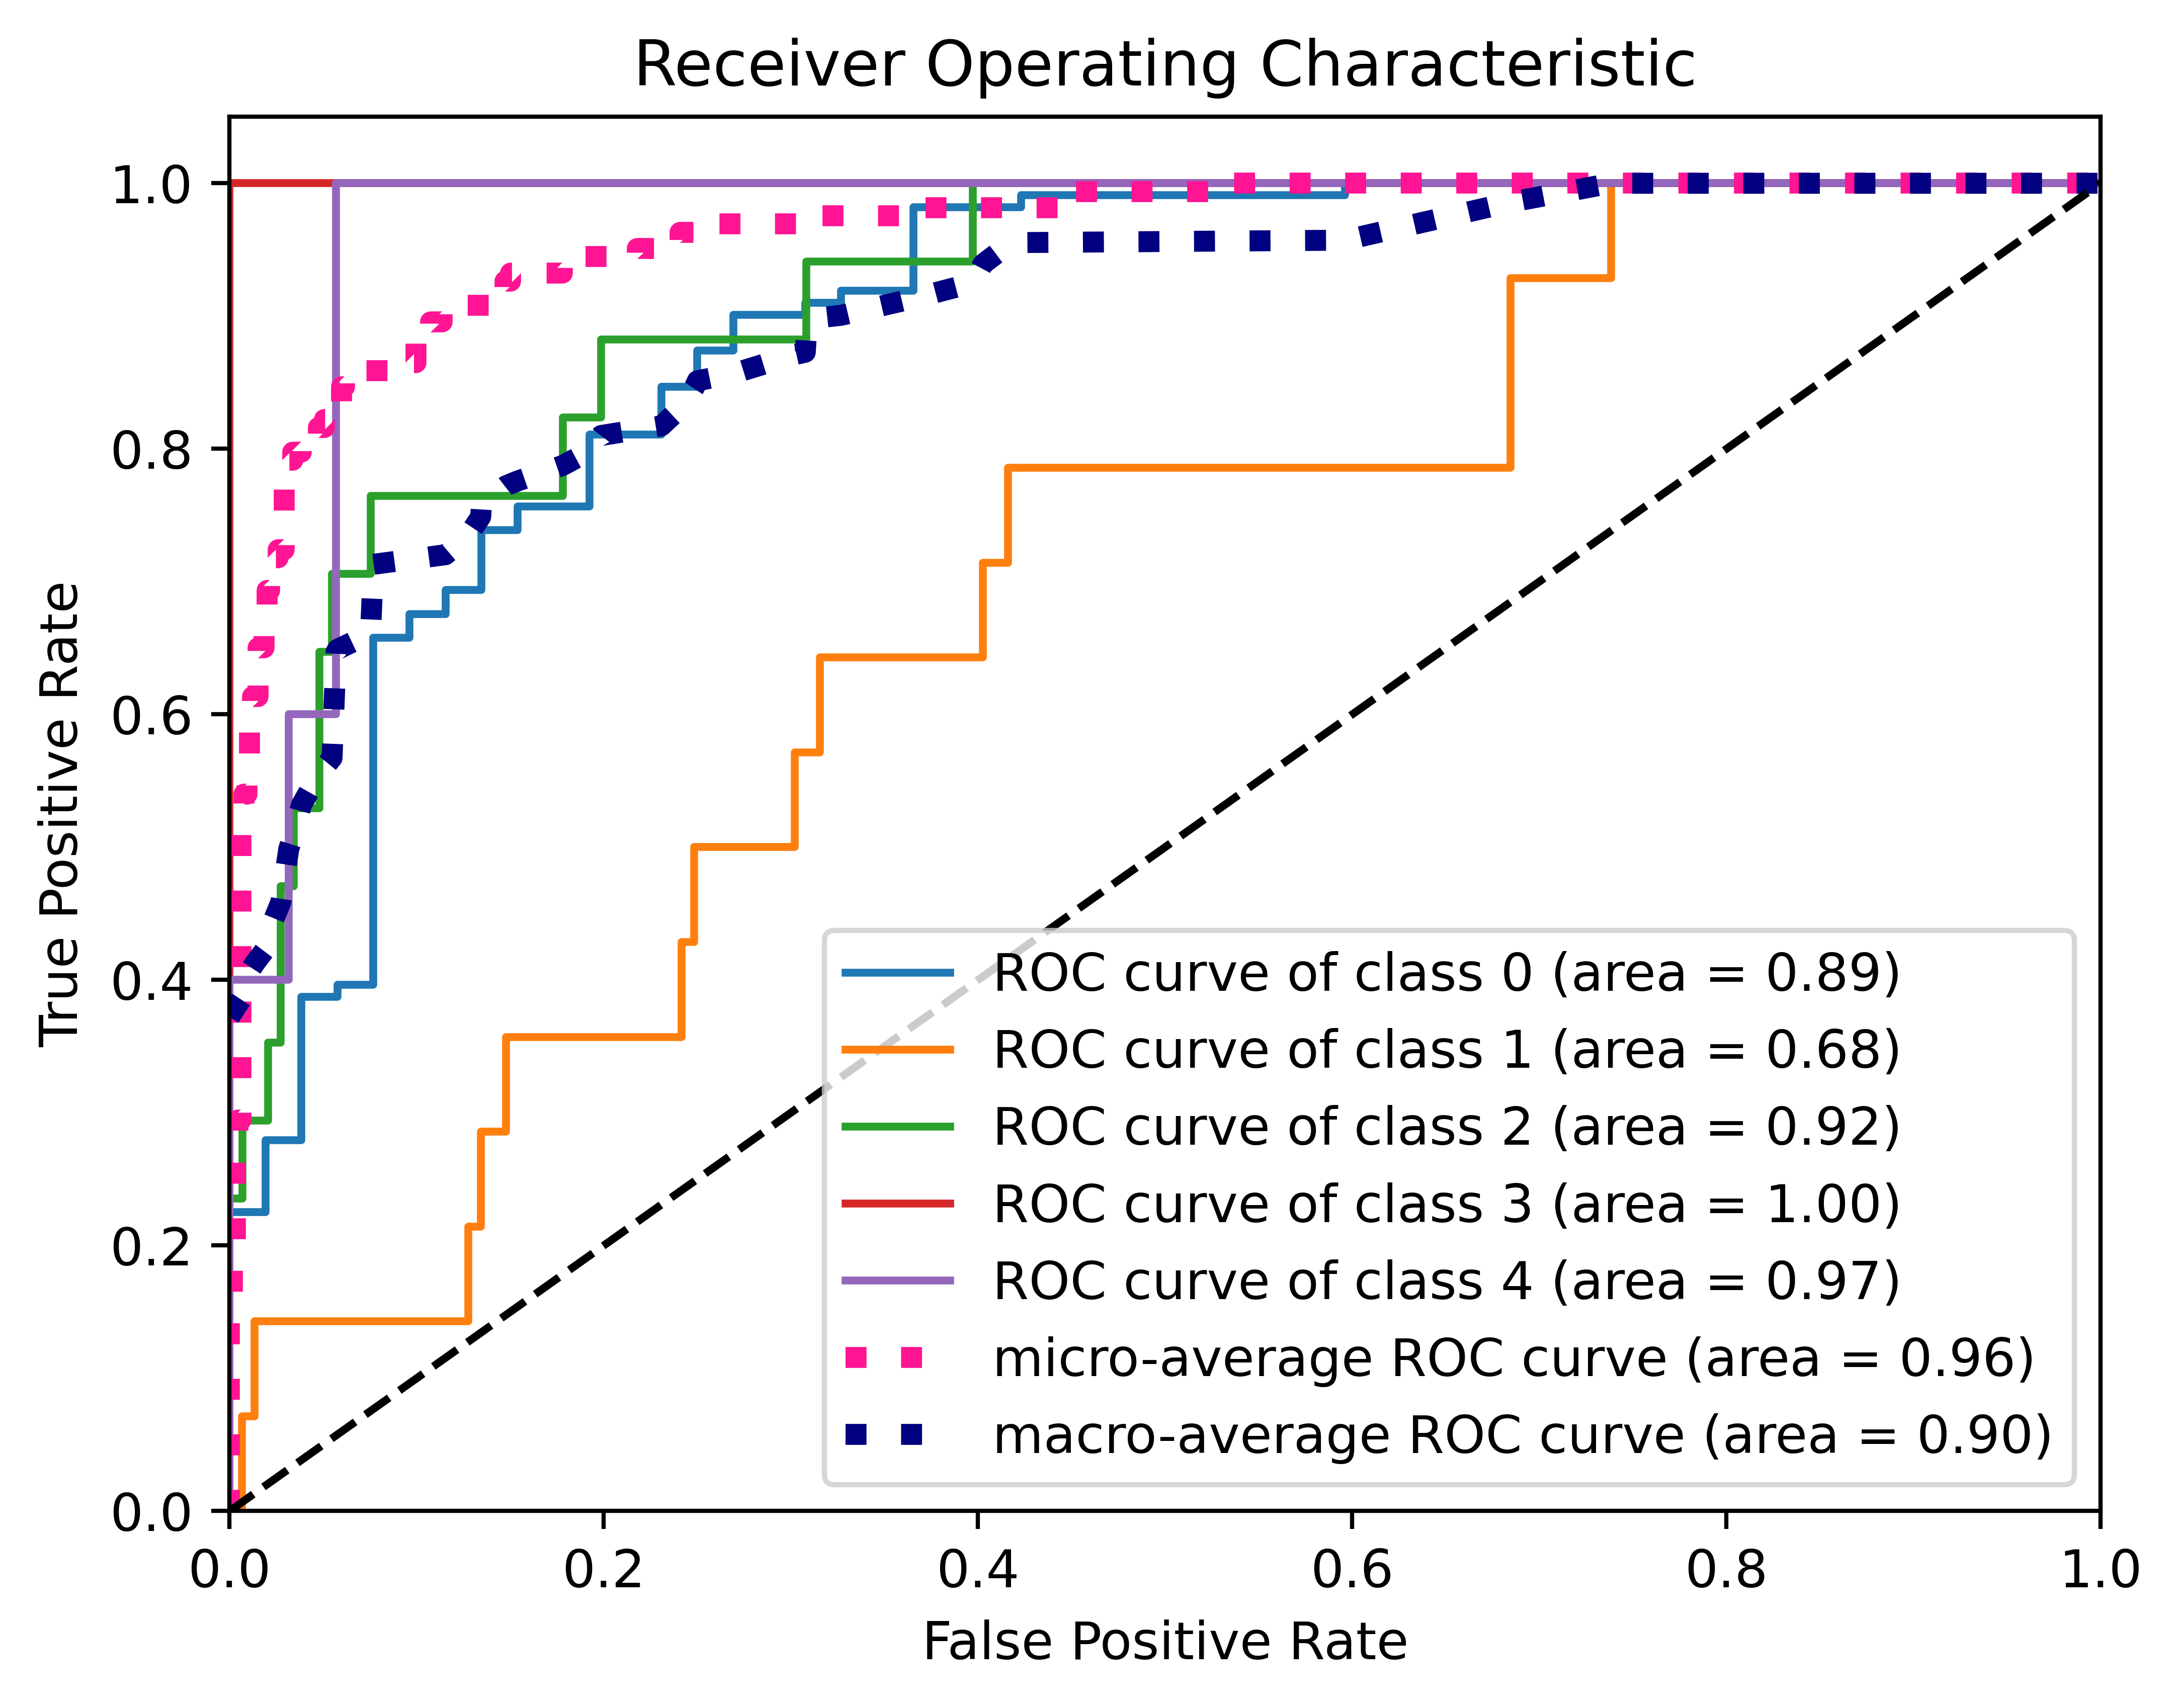 Receiver Operating Characteristic
1.0
0.8
0.6
0.4
0.2
0.0
True Positive Rate
ROC curve of class 0 (area = 0.89)
ROC curve of class 1 (area = 0.68)
ROC curve of class 2 (area = 0.92)
ROC curve of class 3 (area = 1.00)
ROC curve of class 4 (area = 0.97)
micro-average ROC curve (area = 0.96)
macro-average ROC curve (area = 0.90)
0.0 0.2 0.4 0.6 0.8 1.0
False Positive Rate